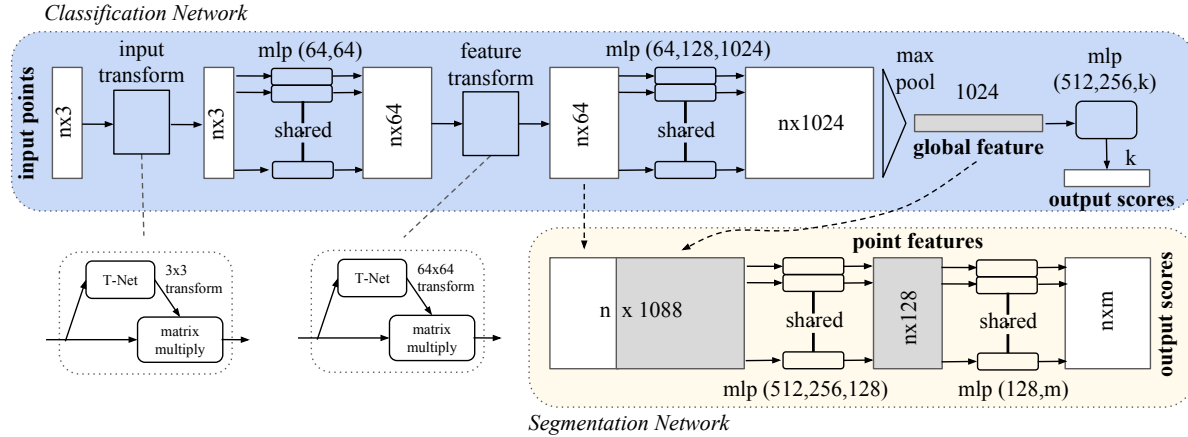 Classification Network
input points
nx3
input
transform
nx3
mlp (64,64)
shared
nx64
feature
transform
nx64
mlp (64,128,1024)
shared
nx1024
max
pool
1024
global feature
mlp
(512,256,k)
k
output scores
T-Net
3x3
transform
matrix
multiply
T-Net
64x64
transform
matrix
multiply
point features
n x 1088
shared
mlp (512,256,128)
nx128
shared
mlp (128,m)
nxm
output scores
Segmentation Network